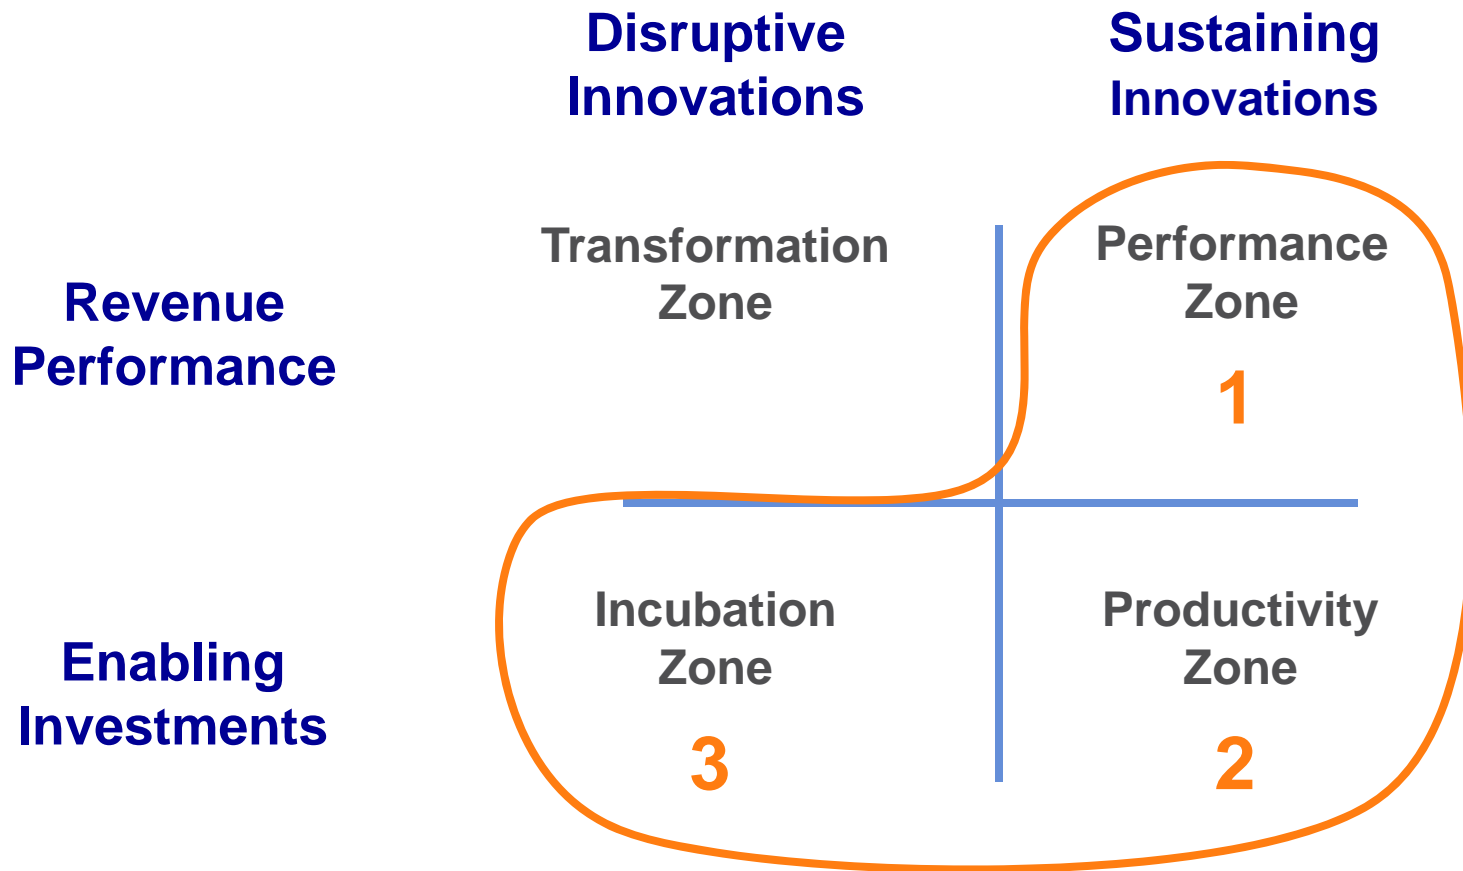 Disruptive
Innovations
Sustaining
Innovations
Revenue
Performance
Transformation
Zone
Performance
Zone
1
Enabling
Investments
Incubation
Zone
3
Productivity
Zone
2